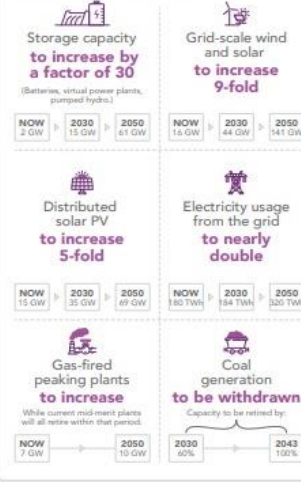 Storage capacity
to increase by
a factor of 30
(Batteries, virtual power plants,
pumped hydro.)
NOW
2 GW
2030
15 GW
2050
61 GW
Grid-scale wind
and solar
to increase
9-fold
NOW
16 GW
2030
44 GW
2050
141 GW
Distributed
solar PV
to increase
5-fold
NOW
15 GW
2030
35 GW
2050
69 GW
Electricity usage
from the grid
to nearly
double
NOW
180 TWh
2030
184 TWh
2050
320 TWh
Gas-fired
peaking plants
to increase
While current mid-merit plants
will all retire within that period.
NOW
7 GW
2050
10 GW
Coal
generation
to be withdrawn
Capacity to be retired by:
2030
60%
2043
100%